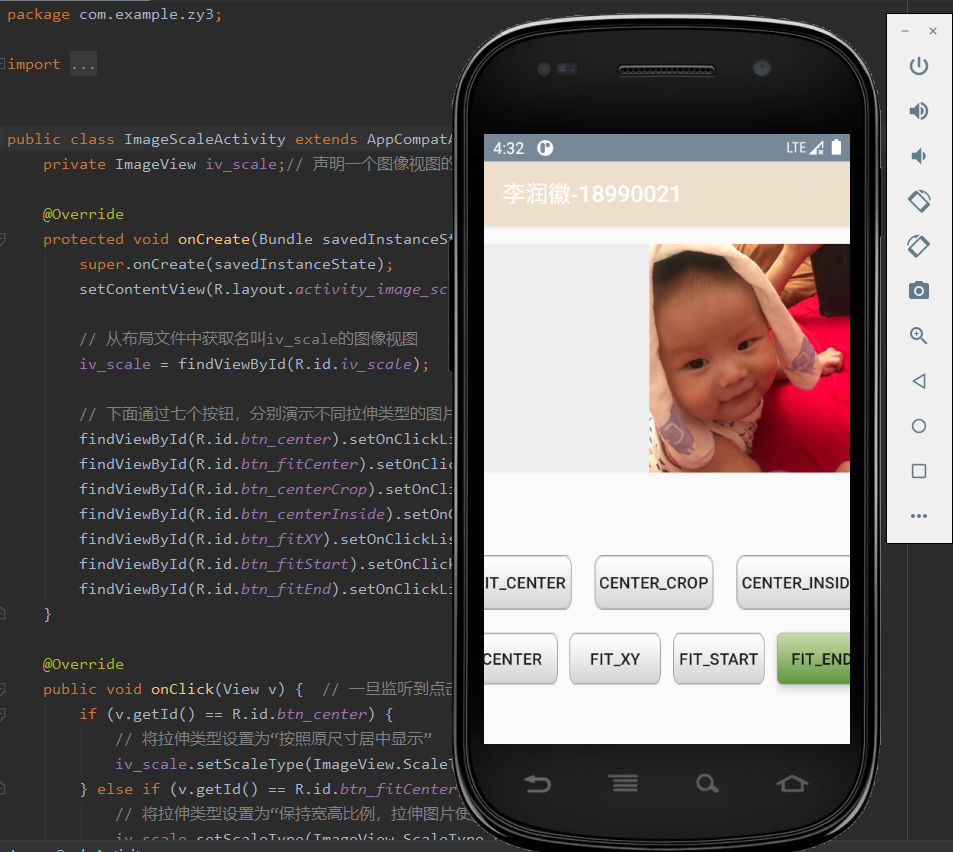 package com.example.zy3;
import ...
public class ImageScaleActivity extends AppCompatA
private ImageView iv_scale;// 声明一个图像视图的
@Override
protected void onCreate(Bundle savedInstanceSt
super.onCreate(savedInstanceState);
setContentView(R.layout.activity_image_sc
// 从布局文件中获取名叫iv_scale的图像视图
iv_scale = findViewById(R.id.iv_scale);
// 下面通过七个按钮，分别演示不同拉伸类型的图片
findViewById(R.id.btn_center).setOnClickLi
findViewById(R.id.btn_fitCenter).setOnClic
findViewById(R.id.btn_centerCrop).setOnCli
findViewById(R.id.btn_centerInside).setOnC
findViewById(R.id.btn_fitXY).setOnClickLis
findViewById(R.id.btn_fitStart).setOnClick
findViewById(R.id.btn_fitEnd).setOnClickLi
}
@Override
public void onClick(View v) {  // 一旦监听到点击
if (v.getId() == R.id.btn_center) {
// 将拉伸类型设置为“按照原尺寸居中显示”
iv_scale.setScaleType(ImageView.ScaleT
} else if (v.getId() == R.id.btn_fitCenter
// 将拉伸类型设置为“保持宽高比例，拉伸图片使
iv_scale.setScaleType(ImageView.ScaleType
4:32
LTE
李润徽-18990021
IT_CENTER
CENTER_CROP
CENTER_INSID
CENTER
FIT_XY
FIT_START
FIT_END